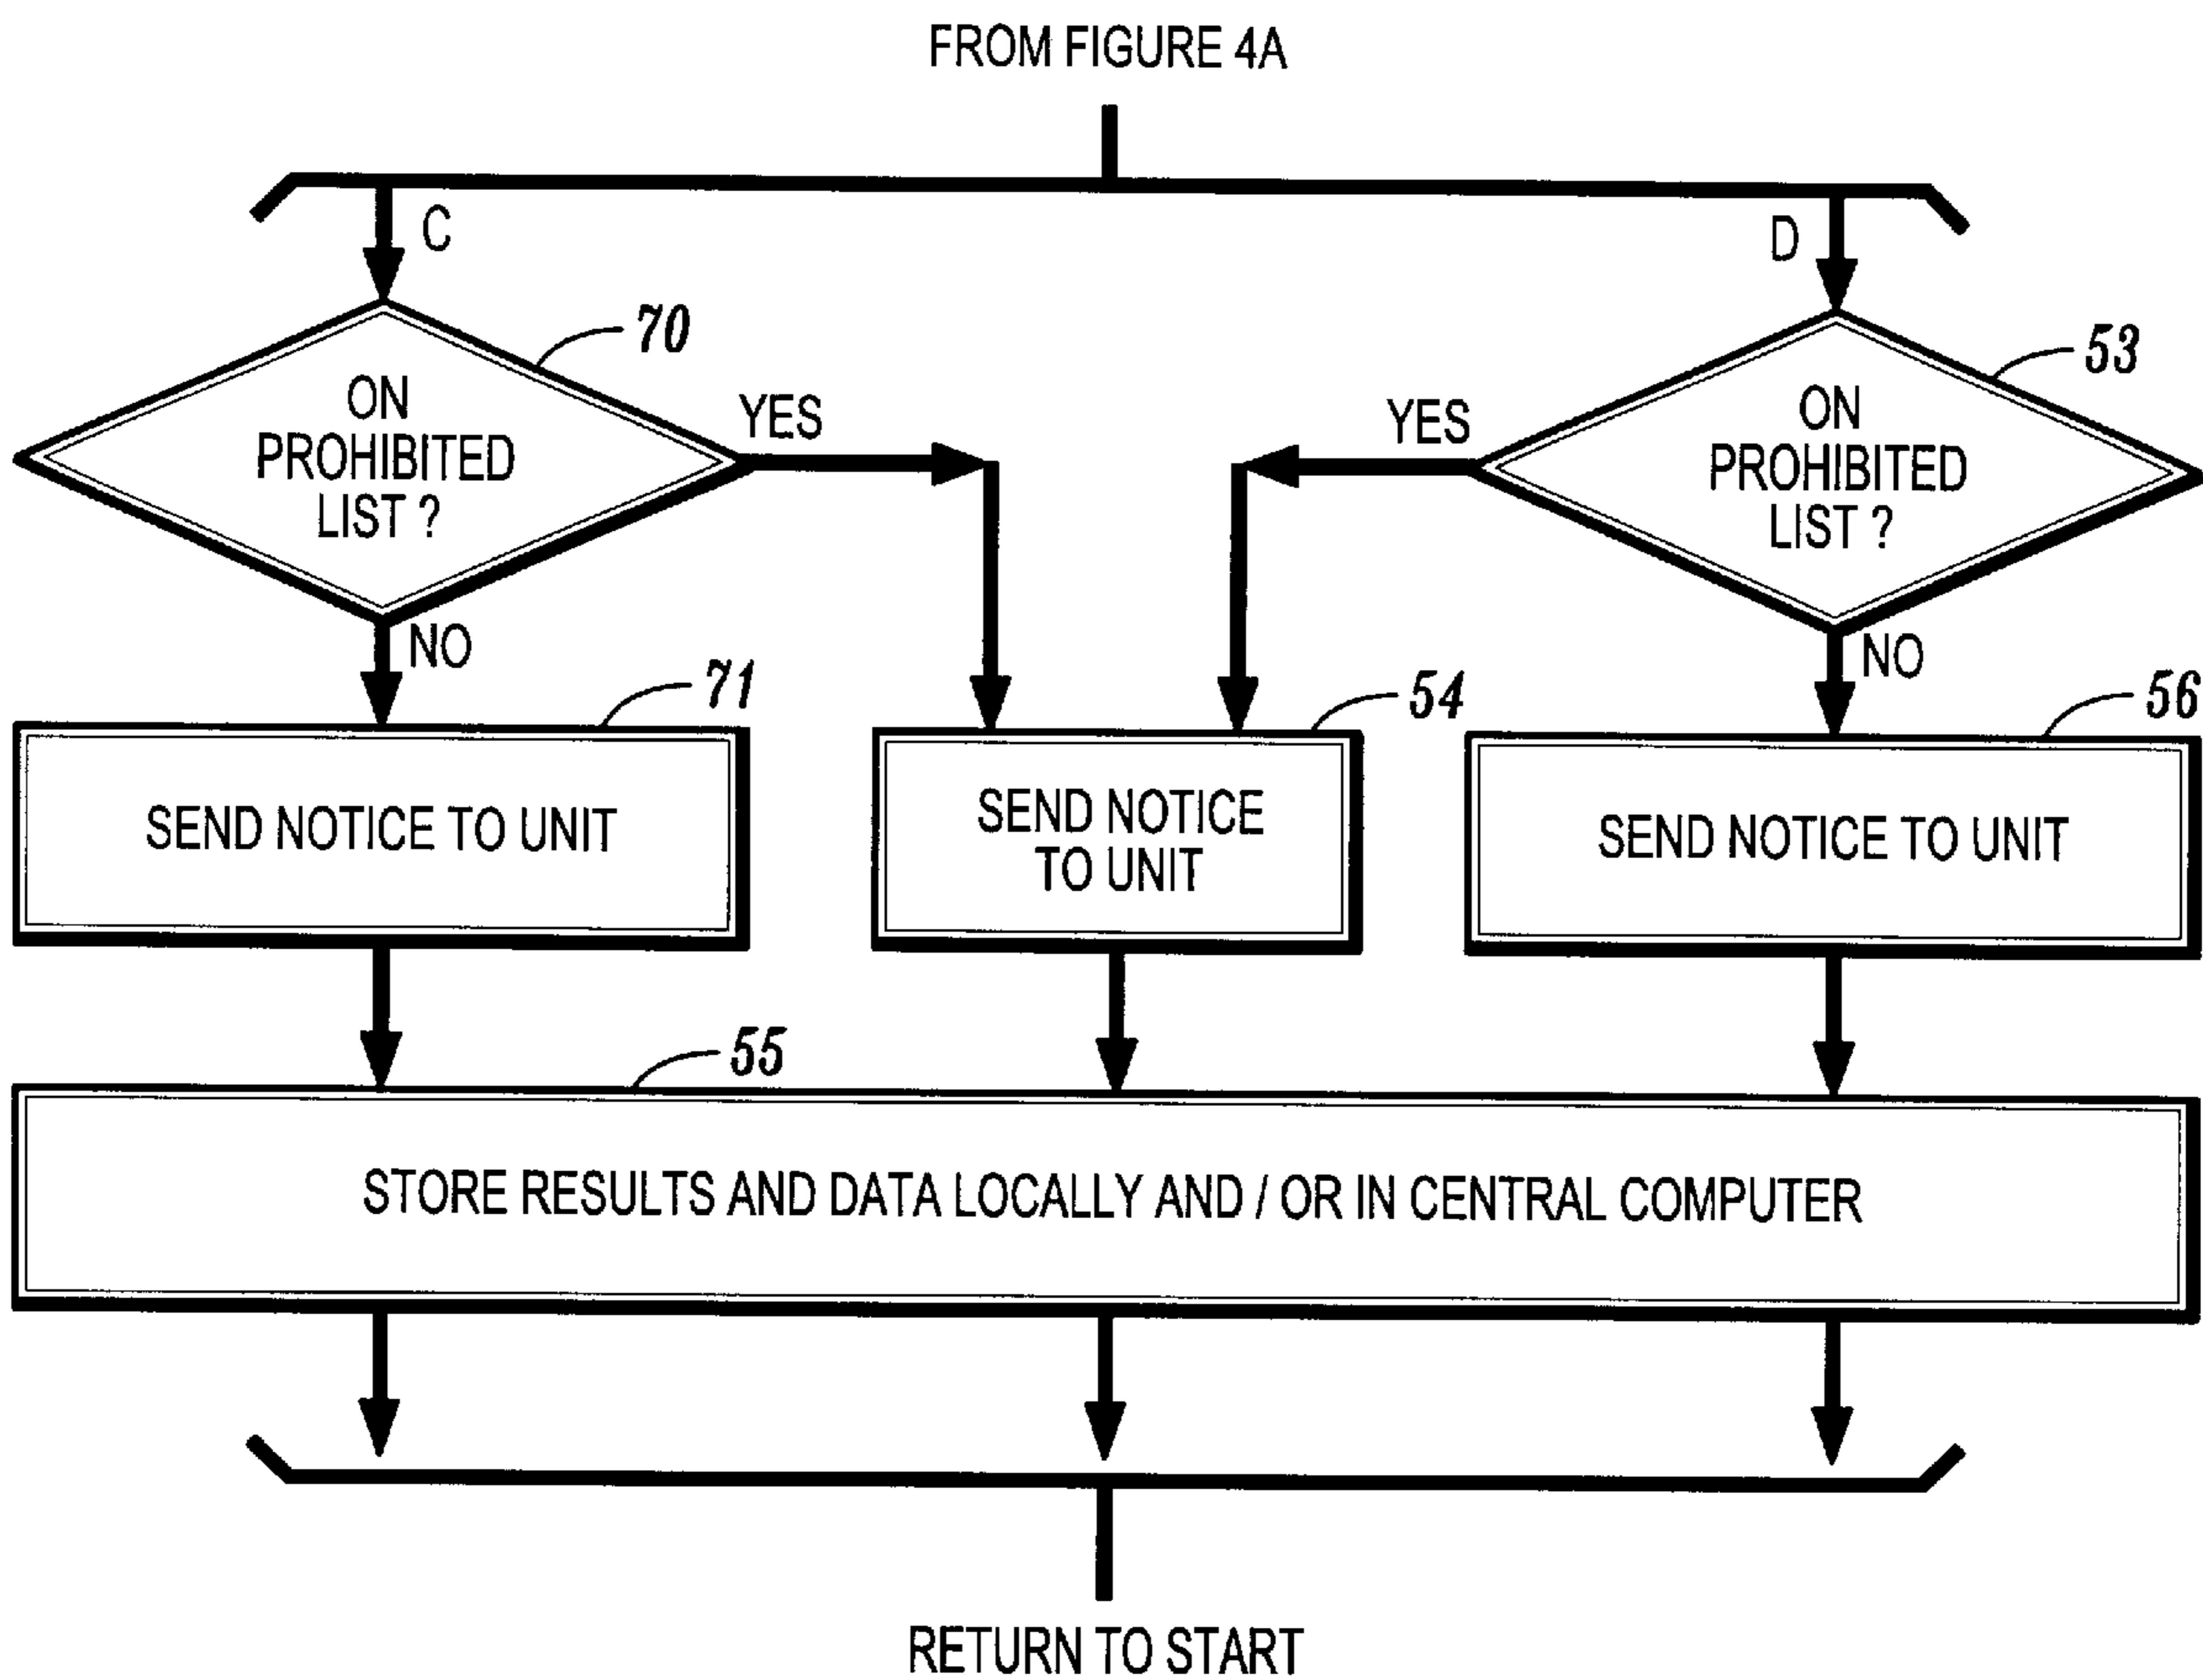 FROM FIGURE 4A
C
D
70
53
ON
PROHIBITED
LIST ?
YES
YES
ON
PROHIBITED
LIST ?
NO
NO
71
54
56
SEND NOTICE TO UNIT
SEND NOTICE
TO UNIT
SEND NOTICE TO UNIT
55
STORE RESULTS AND DATA LOCALLY AND / OR IN CENTRAL COMPUTER
RETURN TO START